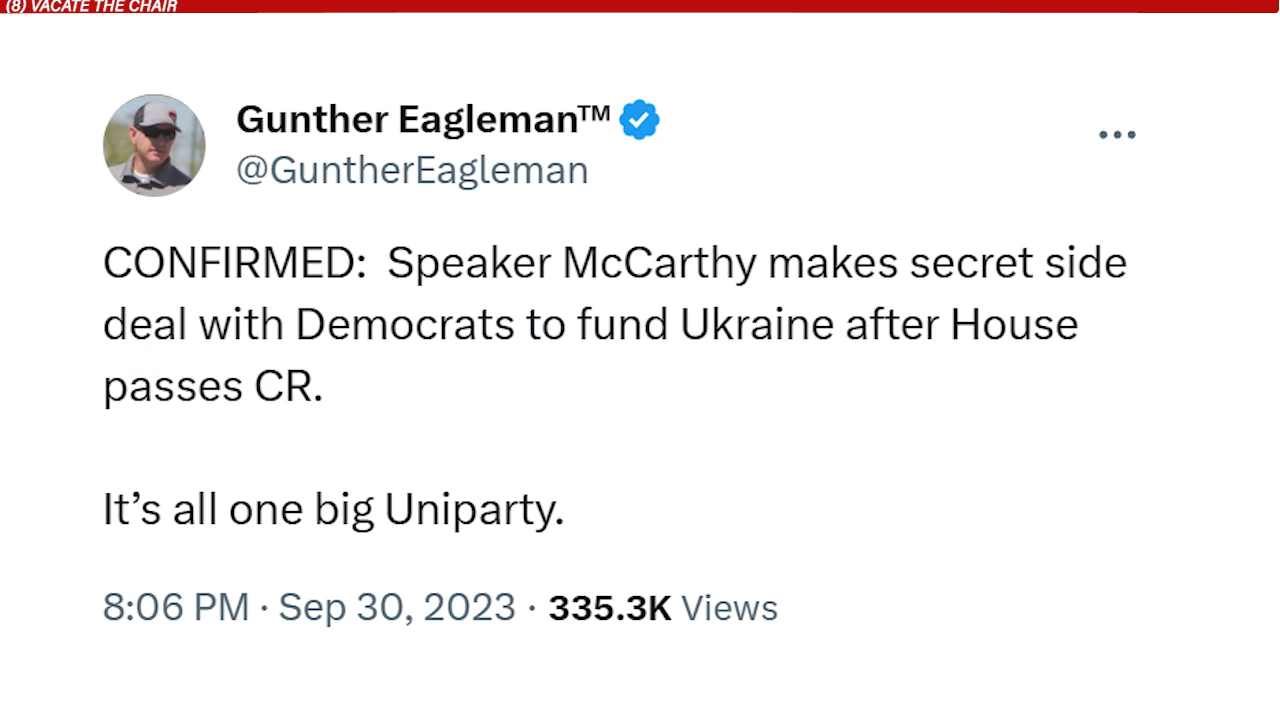 (8) VACATE THE CHAIR
Gunther Eagleman™
@GuntherEagleman
CONFIRMED:  Speaker McCarthy makes secret side
deal with Democrats to fund Ukraine after House
passes CR.
It’s all one big Uniparty.
8:06 PM · Sep 30, 2023 · 335.3K Views